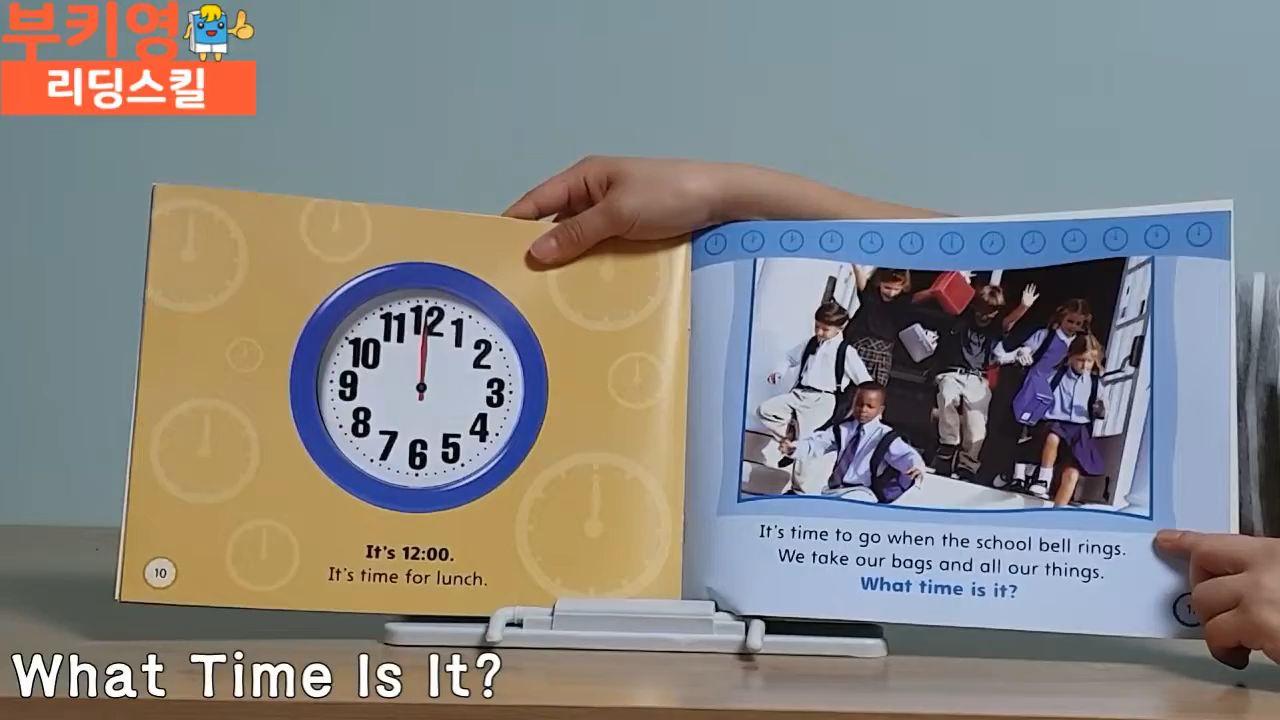 부키영
리딩스킬
11 12 1
10 2
9 3
8 4
7 6 5
It's 12:00.
It's time for lunch.
10
It's time to go when the school bell rings.
We take our bags and all our things.
What time is it?
What Time Is It?